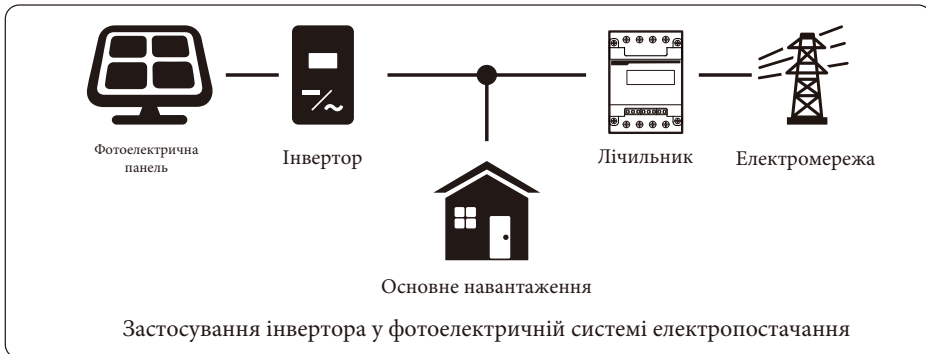 Фотоелектрична
панель
Інвертор
Лічильник
Електромережа
Основне навантаження
Застосування інвертора у фотоелектричній системі електропостачання